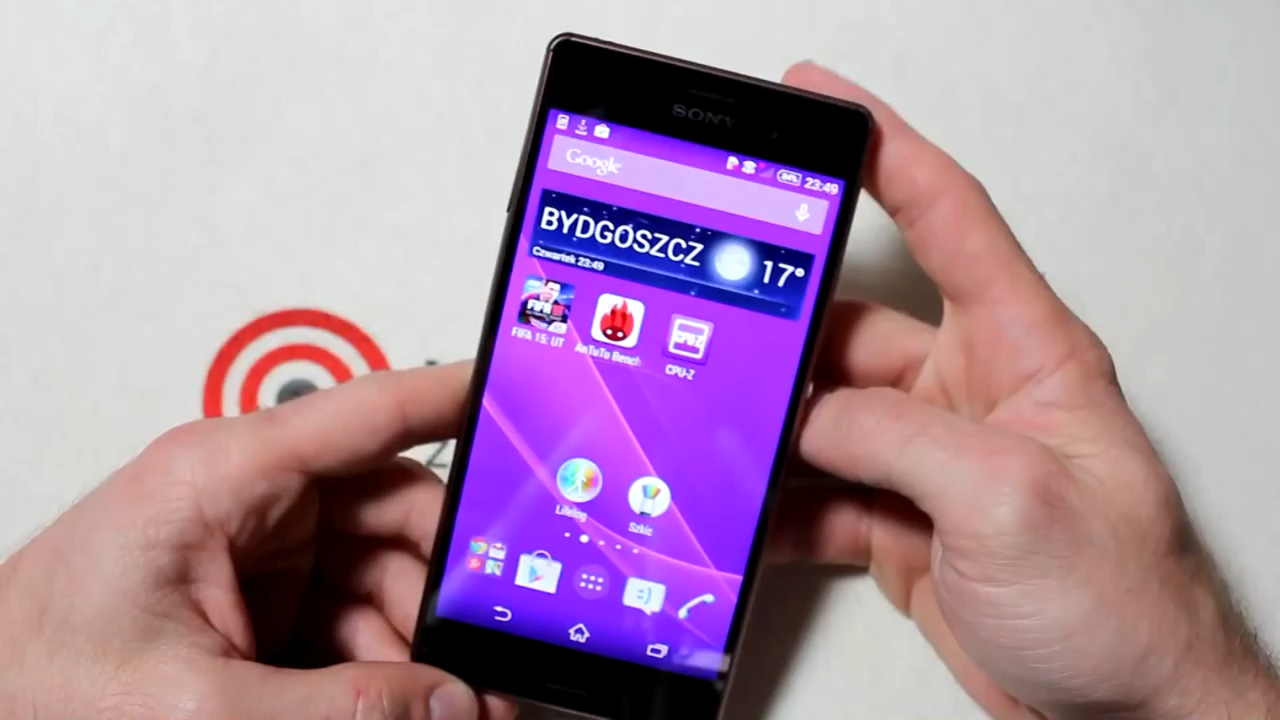 SONY
23:49
Google
BYDGOSZCZ
17°
Czwartek 23:49
FIFA 15: UT
AnTuTu Bench
CPU-Z
Lifelog
Szkic